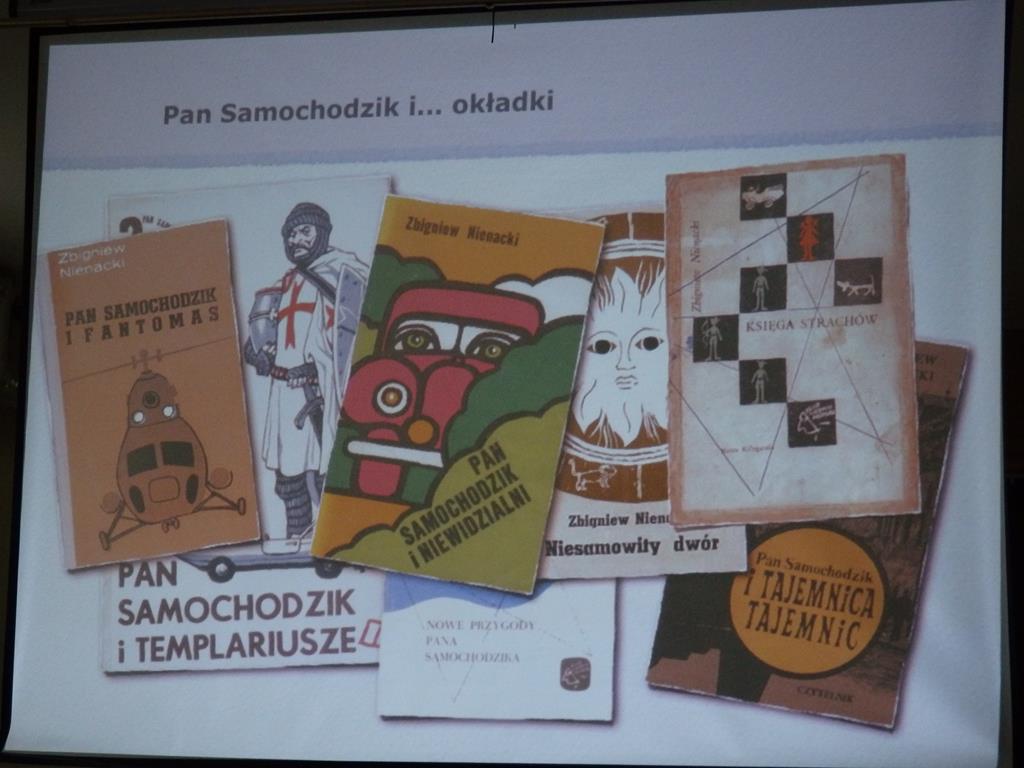 Pan Samochodzik i... okładki
Zbigniew
Nienacki
PAN SAMOCHODZIK
I FANTOMAS
PAN
SAMOCHODZIK
i TEMPLARIUSZE
Zbigniew Nienacki
PAN
SAMOCHODZIK
i NIEWIDZIALNI
NOWE PRZYGODY
PANA
SAMOCHODZIKA
Zbigniew Nien
Niesamowity dwór
Zbigniew Nienacki
KSIĘGA STRACHÓW
Pan Samochodzik
i TAJEMNICA
TAJEMNIC
CZYTELNIK